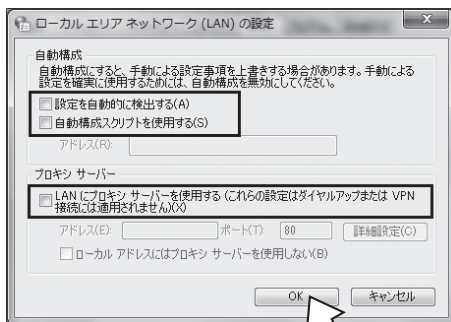 ローカル エリア ネットワーク (LAN) の設定
自動構成
自動構成にすると、手動による設定事項を上書きする場合があります。手動による
設定を確実に使用するためには、自動構成を無効にしてください。
設定を自動的に検出する(A)
自動構成スクリプトを使用する(S)
アドレス(R):
プロキシ サーバー
LAN にプロキシ サーバーを使用する (これらの設定はダイヤルアップまたは VPN
接続には適用されません)(X)
アドレス(E): ポート(T): 80 詳細設定(C)
ローカル アドレスにはプロキシ サーバーを使用しない(B)
OK キャンセル